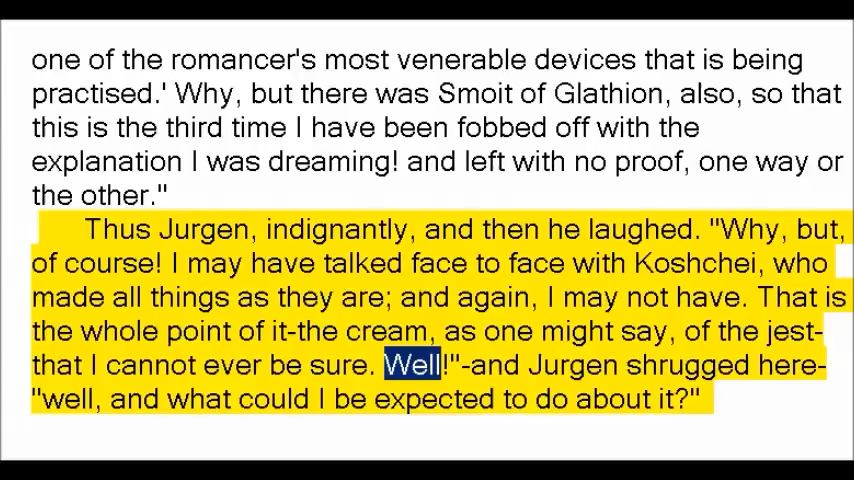 one of the romancer's most venerable devices that is being
practised.' Why, but there was Smoit of Glathion, also, so that
this is the third time I have been fobbed off with the
explanation I was dreaming! and left with no proof, one way or
the other."
Thus Jurgen, indignantly, and then he laughed. "Why, but,
of course! I may have talked face to face with Koshchei, who
made all things as they are; and again, I may not have. That is
the whole point of it-the cream, as one might say, of the jest-
that I cannot ever be sure. Well!"-and Jurgen shrugged here-
"well, and what could I be expected to do about it?"